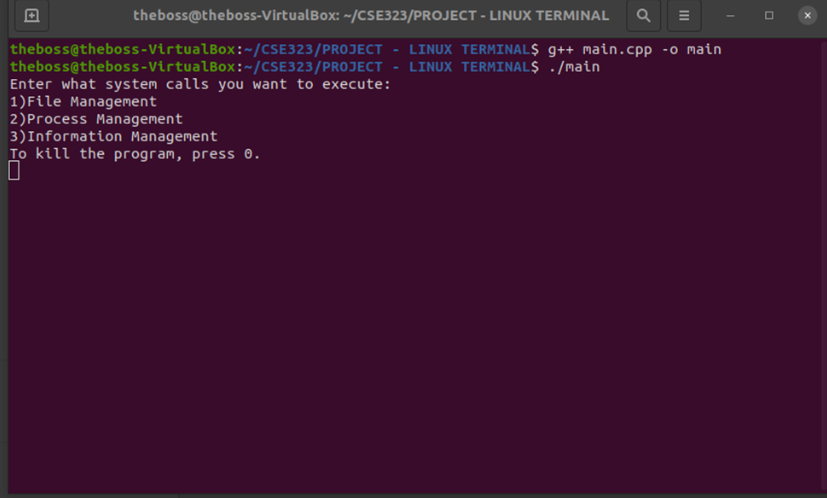 theboss@theboss-VirtualBox: ~/CSE323/PROJECT - LINUX TERMINAL
theboss@theboss-VirtualBox:~/CSE323/PROJECT - LINUX TERMINAL$ g++ main.cpp -o main
theboss@theboss-VirtualBox:~/CSE323/PROJECT - LINUX TERMINAL$ ./main
Enter what system calls you want to execute:
1)File Management
2)Process Management
3)Information Management
To kill the program, press 0.